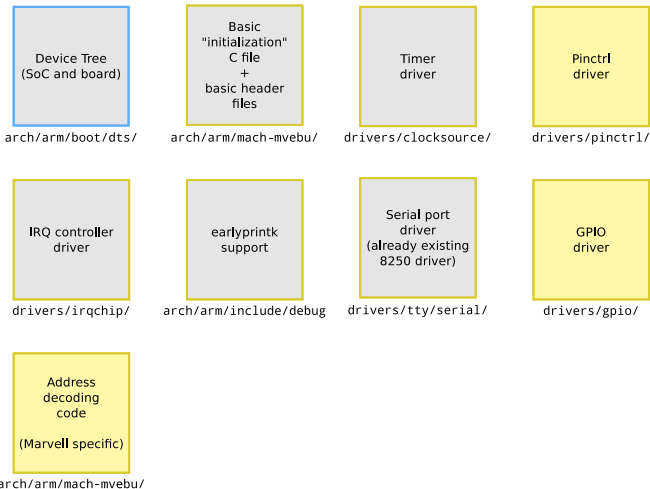 Device Tree
(SoC and board)
arch/arm/boot/dts/
Basic
"initialization"
C file
+
basic header
files
arch/arm/mach-mvebu/
Timer
driver
drivers/clocksource/
Pinctrl
driver
drivers/pinctrl/
IRQ controller
driver
drivers/irqchip/
earlyprintk
support
arch/arm/include/debug
Serial port
driver
(already existing
8250 driver)
drivers/tty/serial/
GPIO
driver
drivers/gpio/
Address
decoding
code
(Marvell specific)
arch/arm/mach-mvebu/